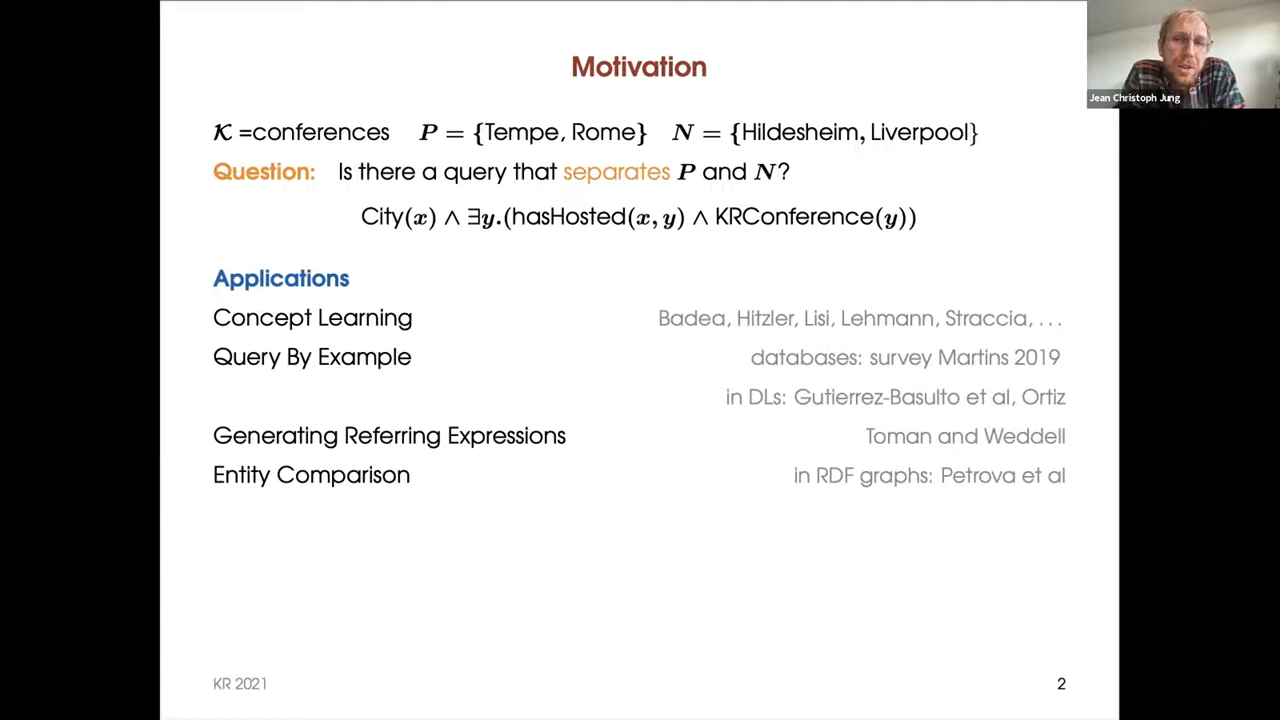 Motivation
Jean Christoph Jung
𝓚 =conferences P = {Tempe, Rome} N = {Hildesheim, Liverpool}
Question: Is there a query that separates P and N?
City(x) ∧ ∃y.(hasHosted(x, y) ∧ KRConference(y))
Applications
Concept Learning Badea, Hitzler, Lisi, Lehmann, Straccia, . . .
Query By Example databases: survey Martins 2019
in DLs: Gutierrez-Basulto et al, Ortiz
Generating Referring Expressions Toman and Weddell
Entity Comparison in RDF graphs: Petrova et al
KR 2021 2